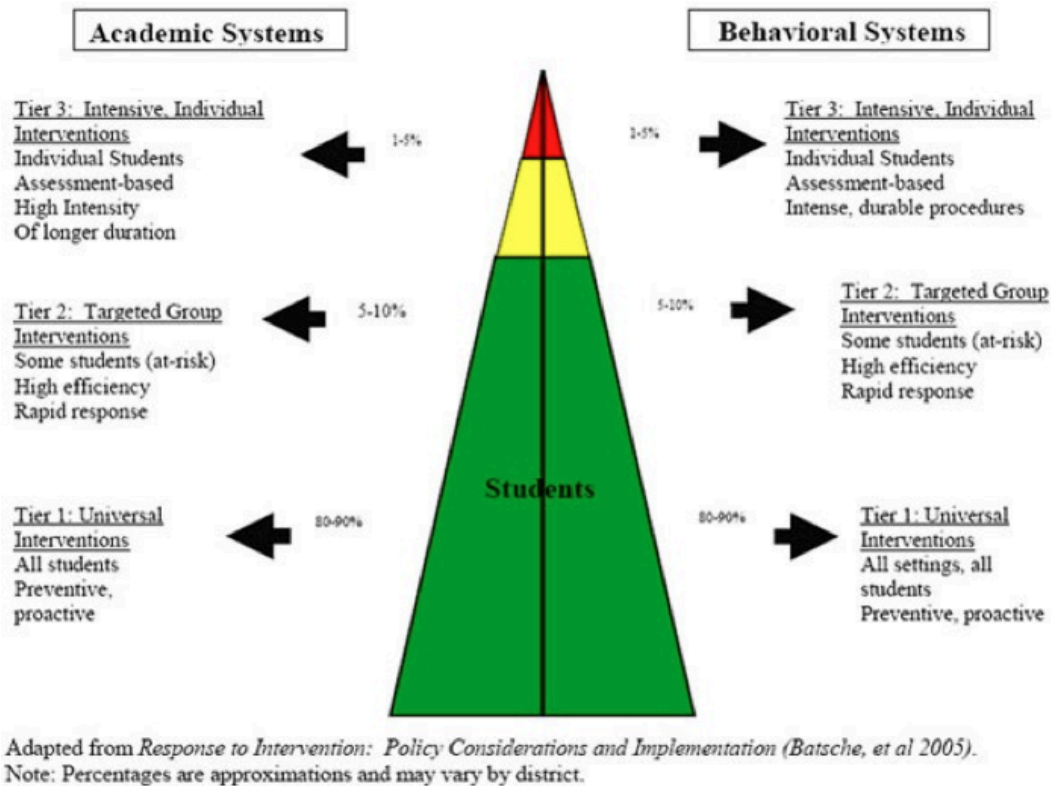 Academic Systems
Behavioral Systems
Tier 3: Intensive, Individual
Interventions
Individual Students
Assessment-based
High Intensity
Of longer duration
1-5%
1-5%
Tier 3: Intensive, Individual
Interventions
Individual Students
Assessment-based
Intense, durable procedures
Tier 2: Targeted Group
Interventions
Some students (at-risk)
High efficiency
Rapid response
5-10%
5-10%
Tier 2: Targeted Group
Interventions
Some students (at-risk)
High efficiency
Rapid response
Students
Tier 1: Universal
Interventions
All students
Preventive,
proactive
80-90%
80-90%
Tier 1: Universal
Interventions
All settings, all
students
Preventive, proactive
Adapted from Response to Intervention: Policy Considerations and Implementation (Batsche, et al 2005).
Note: Percentages are approximations and may vary by district.